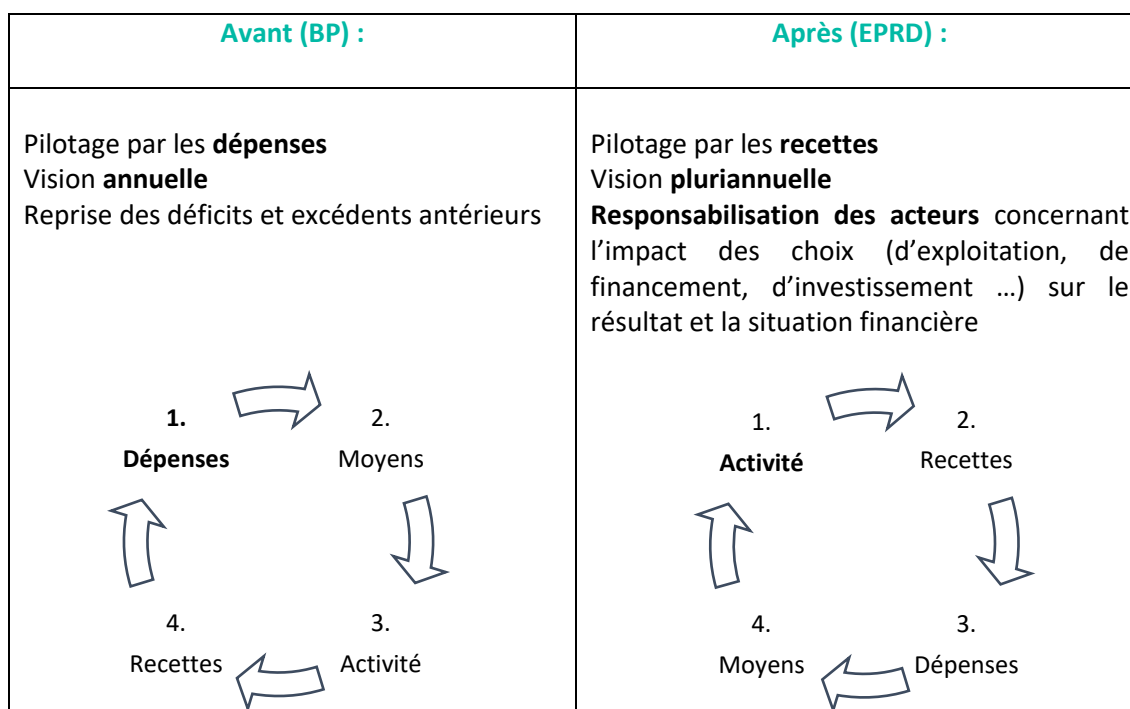 Avant (BP) :
Après (EPRD) :
Pilotage par les dépenses
Vision annuelle
Reprise des déficits et excédents antérieurs
1.
Dépenses
2.
Moyens
4.
Recettes
3.
Activité
Pilotage par les recettes
Vision pluriannuelle
Responsabilisation des acteurs concernant
l’impact des choix (d’exploitation, de
financement, d’investissement …) sur le
résultat et la situation financière
1.
Activité
2.
Recettes
4.
Moyens
3.
Dépenses